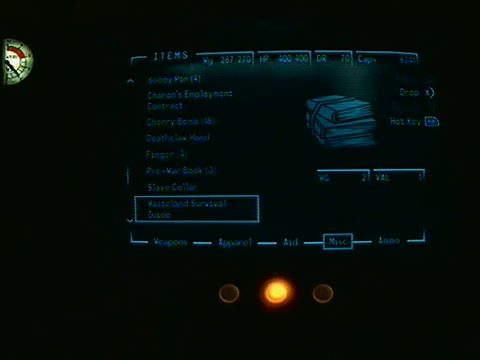 ITEMS
Wg 267.270 HP 400.400 DR 70 Caps
Bobby Pin (4)
Charon's Employment
Contract
Cherry Bomb (16)
Drop
Hot Key
Deathclaw Hand
Finger (4)
Pre-War Book (3)
Slave Collar
WG 2 VAL 1
Wasteland Survival
Guide
Weapons Apparel Aid Misc Ammo